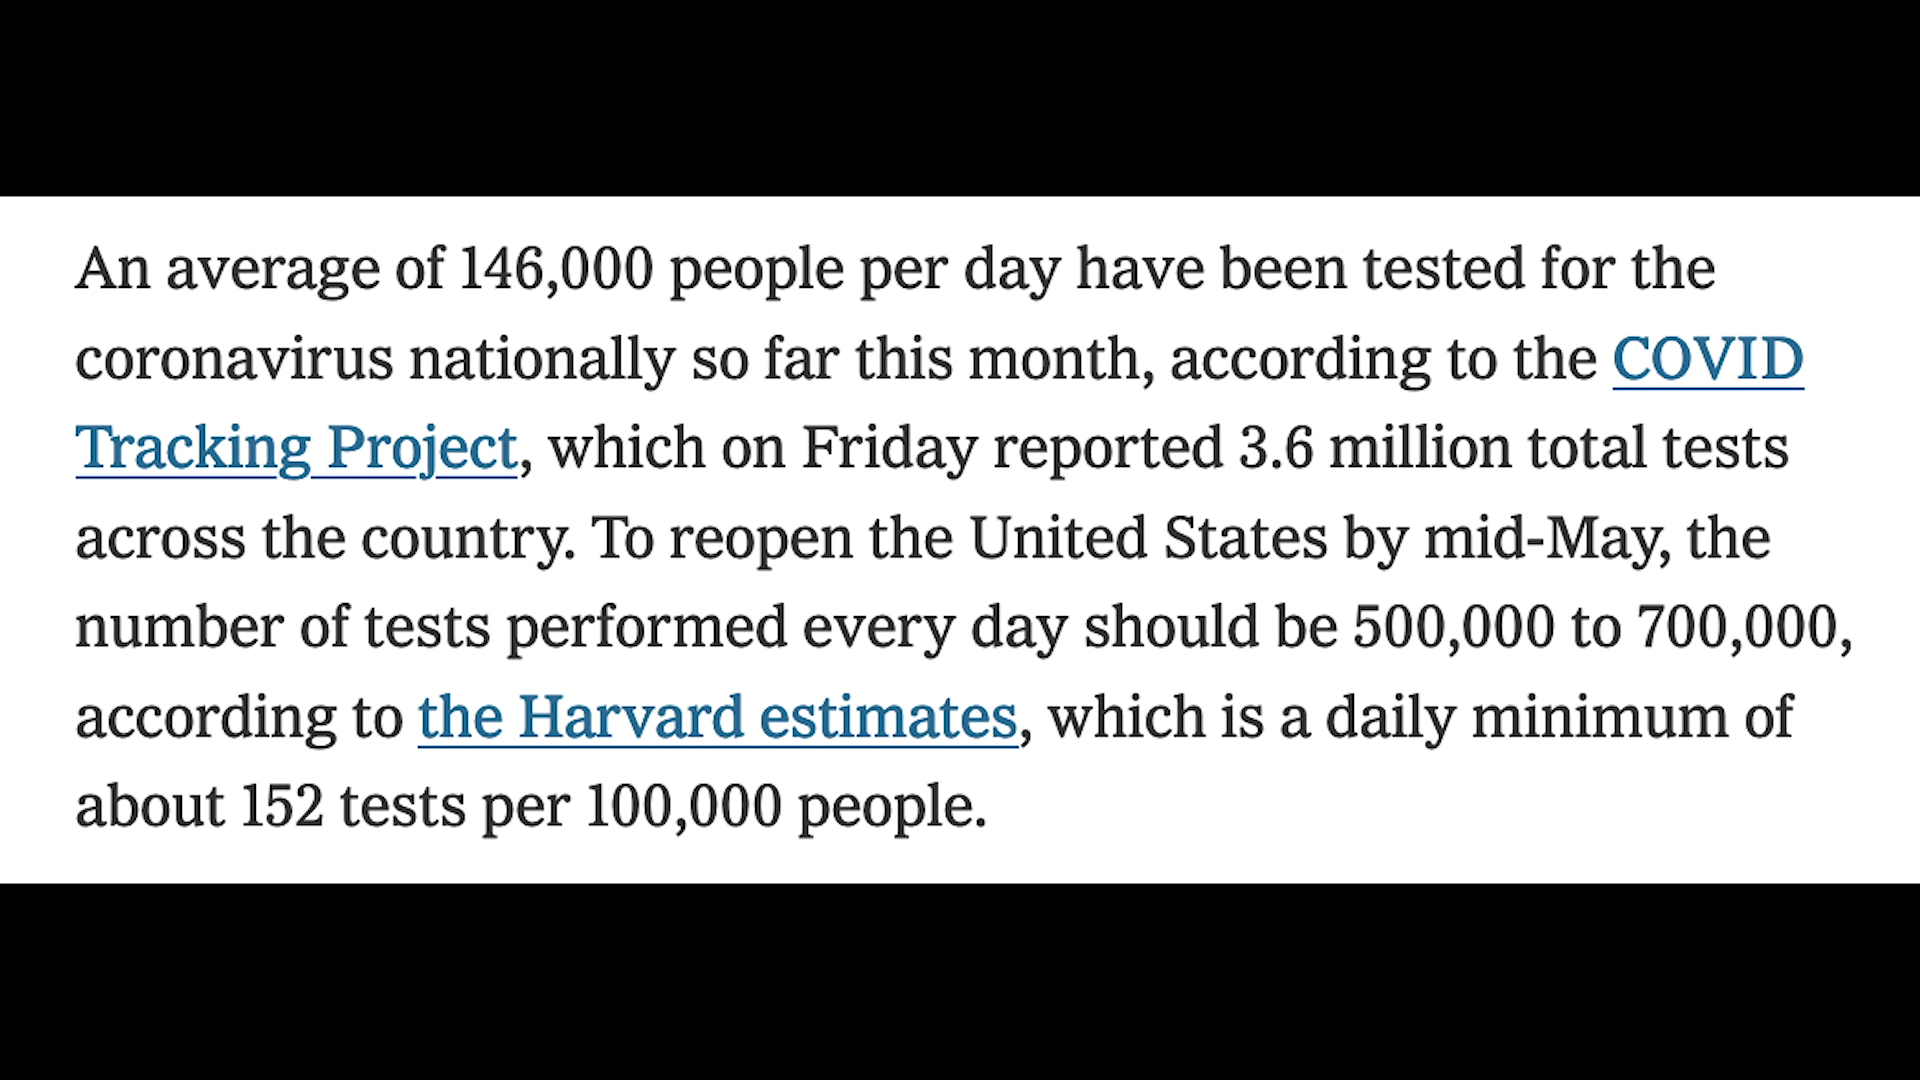 An average of 146,000 people per day have been tested for the
coronavirus nationally so far this month, according to the COVID
Tracking Project, which on Friday reported 3.6 million total tests
across the country. To reopen the United States by mid-May, the
number of tests performed every day should be 500,000 to 700,000,
according to the Harvard estimates, which is a daily minimum of
about 152 tests per 100,000 people.